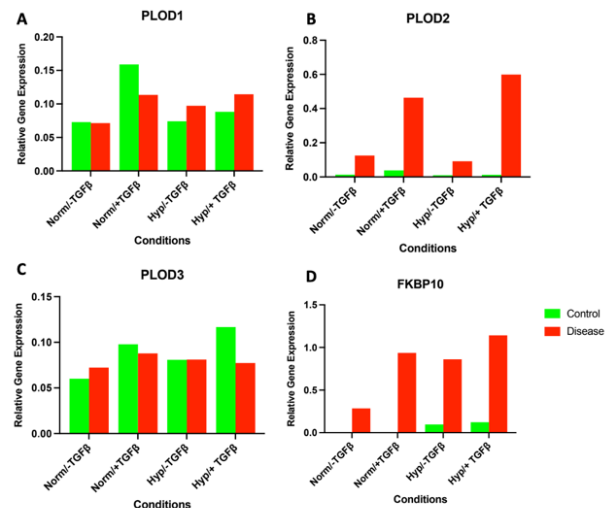 A
PLOD1
Relative Gene Expression
0.20
0.15
0.10
0.05
0.00
Norm/-TGFβ
Norm/+TGFβ
Hyp/-TGFβ
Hyp/+ TGFβ
Conditions
B
PLOD2
Relative Gene Expression
0.8
0.6
0.4
0.2
0.0
Norm/-TGFβ
Norm/+TGFβ
Hyp/-TGFβ
Hyp/+ TGFβ
Conditions
C
PLOD3
Relative Gene Expression
0.15
0.10
0.05
0.00
Norm/-TGFβ
Norm/+TGFβ
Hyp/-TGFβ
Hyp/+ TGFβ
Conditions
D
FKBP10
Relative Gene Expression
1.5
1.0
0.5
0.0
Norm/-TGFβ
Norm/+TGFβ
Hyp/-TGFβ
Hyp/+ TGFβ
Conditions
Control
Disease